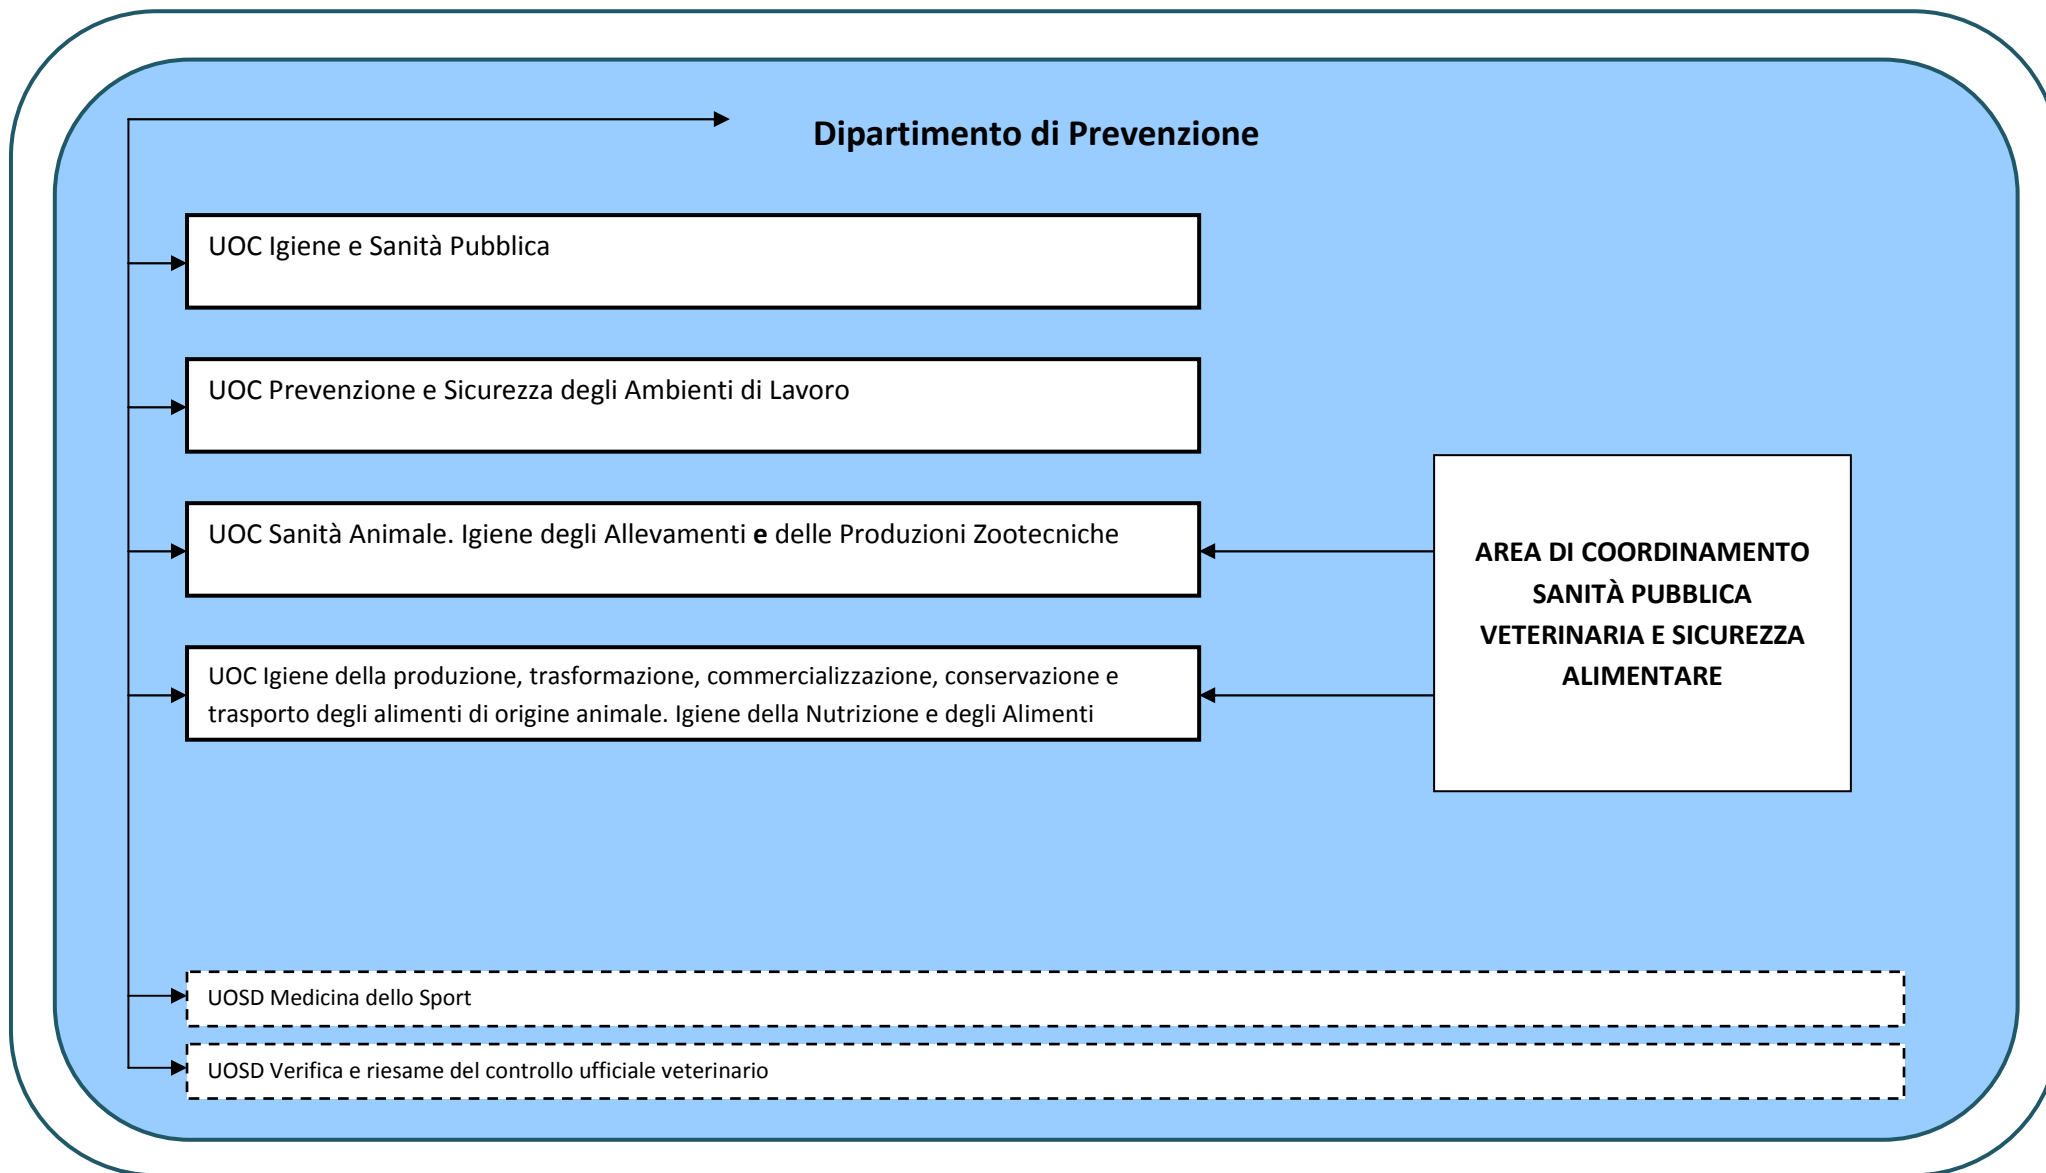 Dipartimento di Prevenzione
UOC Igiene e Sanità Pubblica
UOC Prevenzione e Sicurezza degli Ambienti di Lavoro
UOC Sanità Animale. Igiene degli Allevamenti e delle Produzioni Zootecniche
UOC Igiene della produzione, trasformazione, commercializzazione, conservazione e
trasporto degli alimenti di origine animale. Igiene della Nutrizione e degli Alimenti
AREA DI COORDINAMENTO
SANITÀ PUBBLICA
VETERINARIA E SICUREZZA
ALIMENTARE
UOSD Medicina dello Sport
UOSD Verifica e riesame del controllo ufficiale veterinario